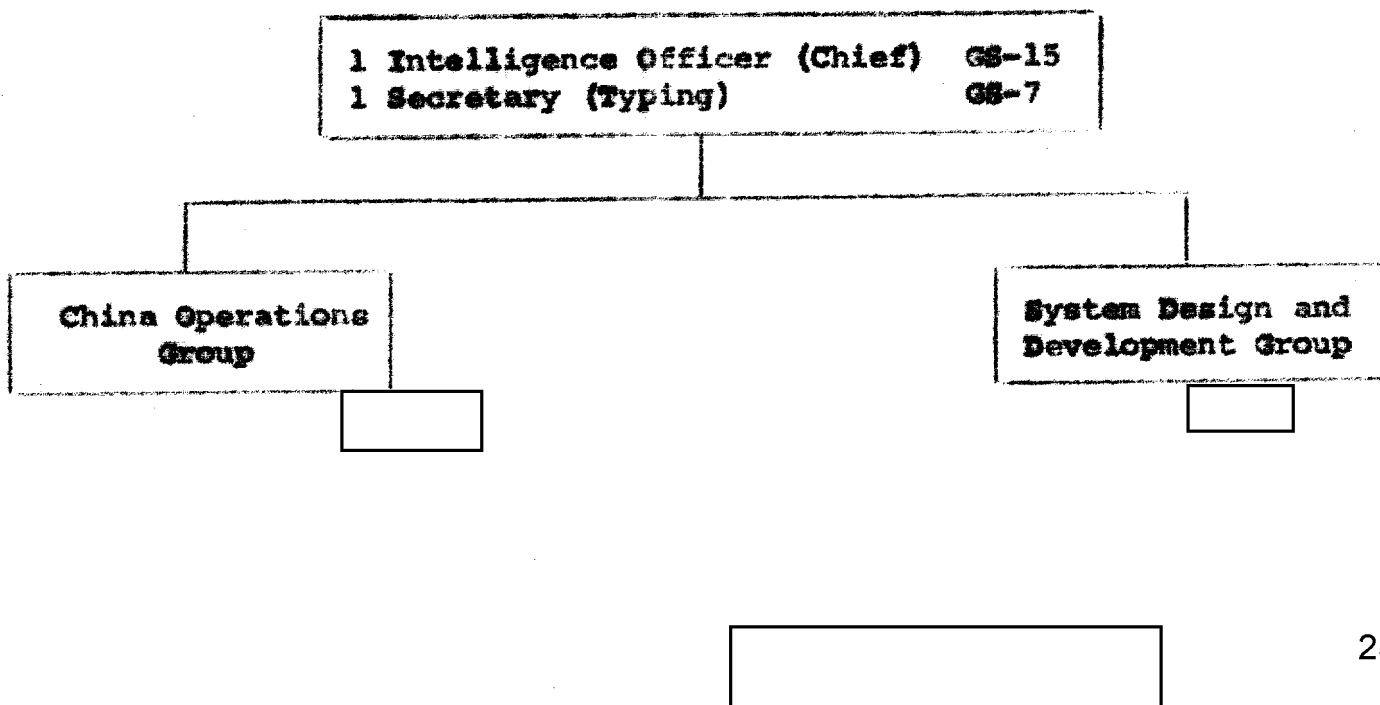 1 Intelligence Officer (Chief) GS-15
1 Secretary (Typing) GS-7
China Operations
Group
System Design and
Development Group
2